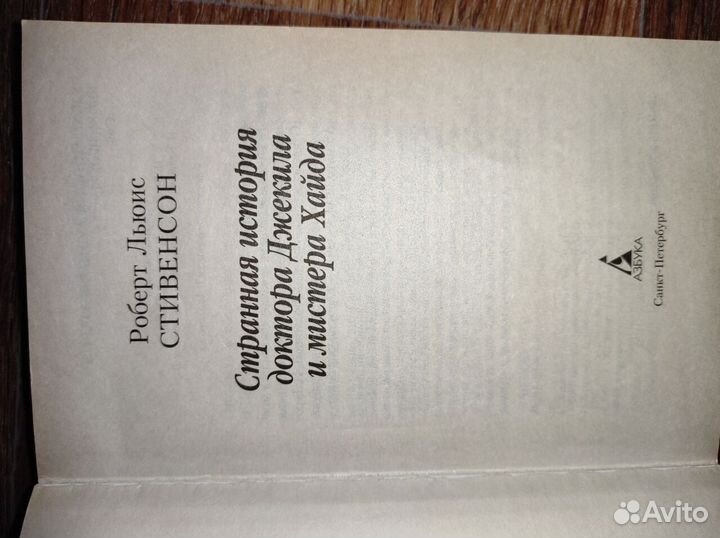 Роберт Льюис
СТИВЕНСОН
Странная история
доктора Джекила
и мистера Хайда
АЗБУКА
Санкт-Петербург
Avito